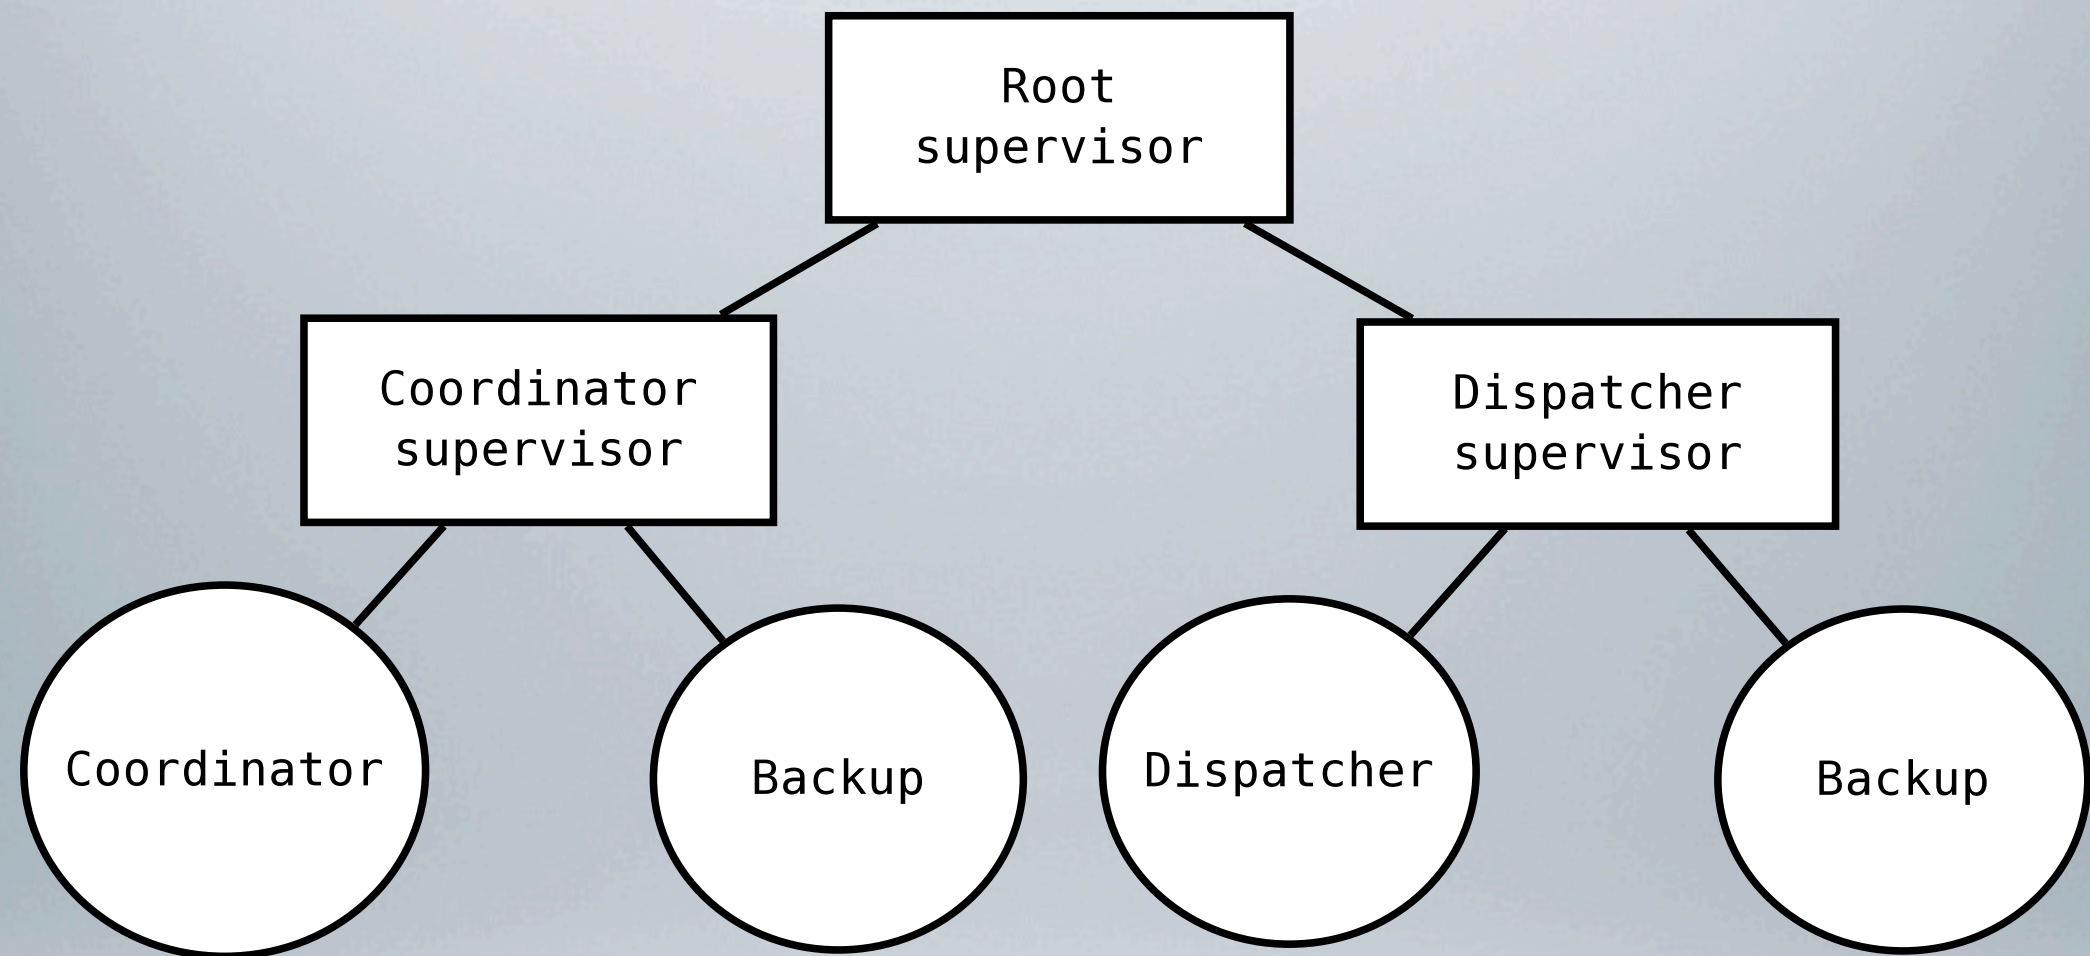 Root
supervisor
Coordinator
supervisor
Dispatcher
supervisor
Coordinator
Backup
Dispatcher
Backup